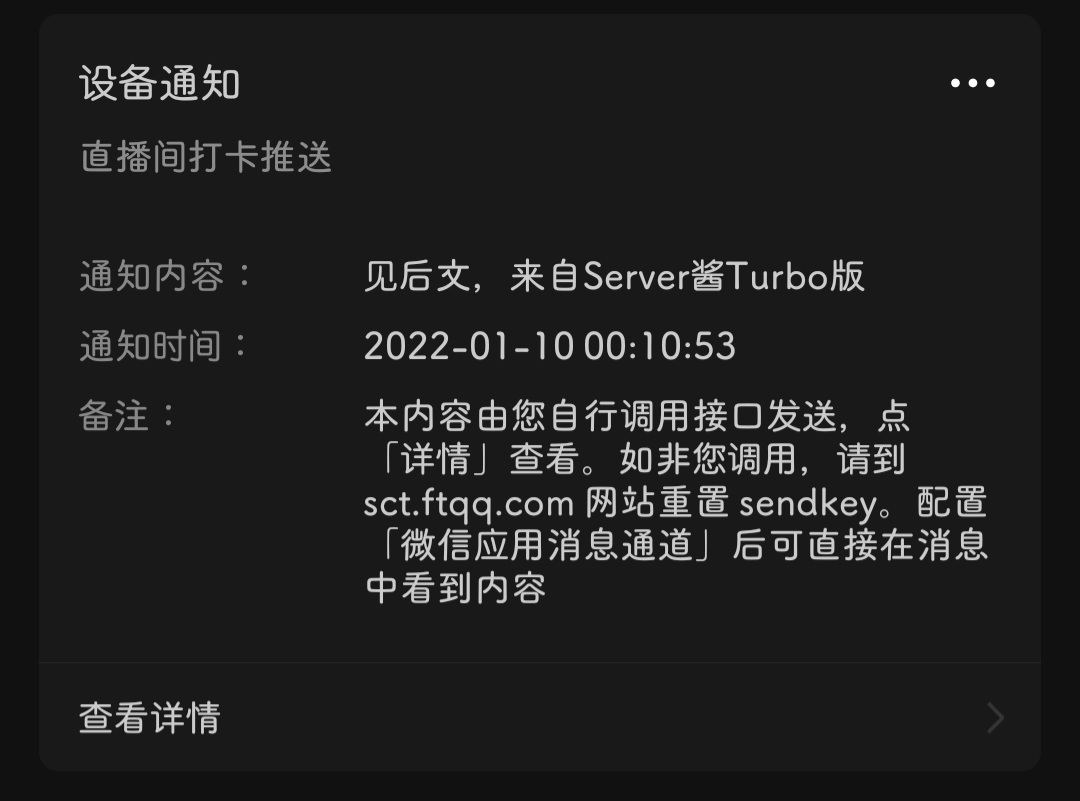 设备通知
直播间打卡推送
通知内容： 见后文，来自Server酱Turbo版
通知时间： 2022-01-10 00:10:53
备注： 本内容由您自行调用接口发送，点
「详情」查看。如非您调用，请到
sct.ftqq.com 网站重置 sendkey。配置
「微信应用消息通道」后可直接在消息
中看到内容
查看详情